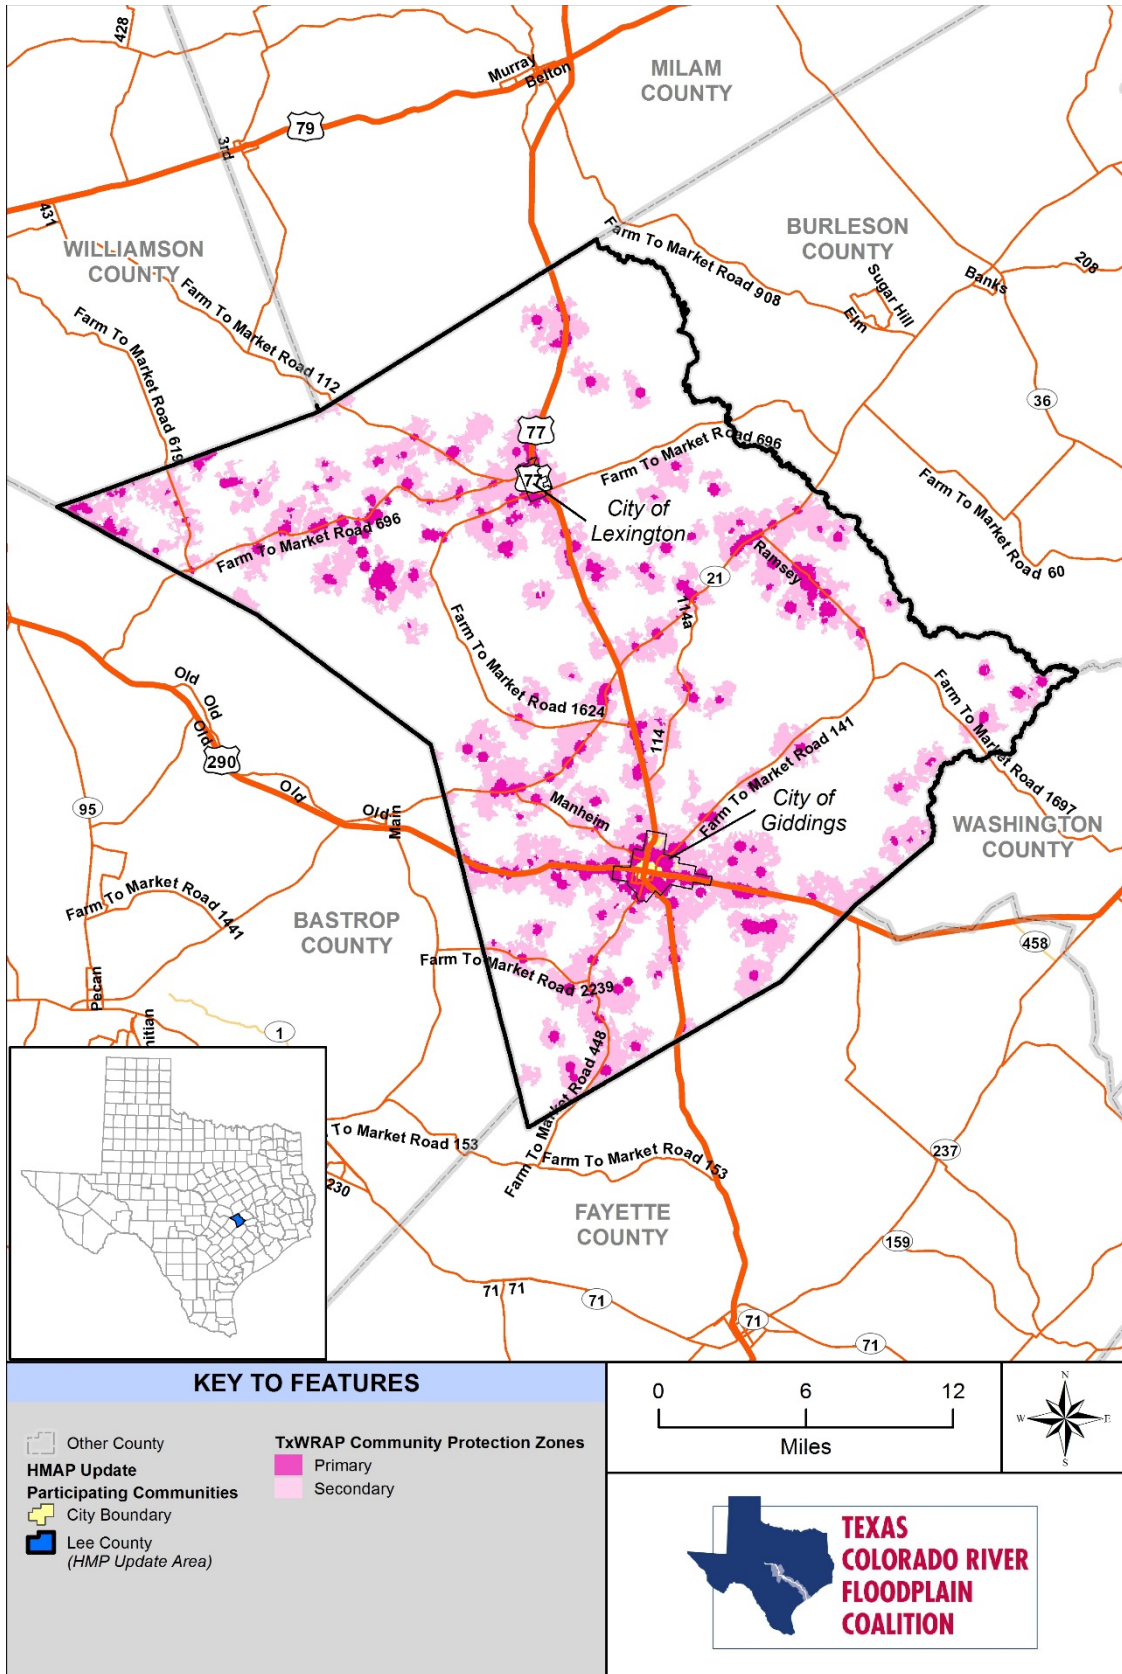 428
Murray
Belton
MILAM
COUNTY
79
3rd
431
WILLIAMSON
COUNTY
BURLESON
COUNTY
Farm To Market Road 908
Sugar Hill
Elm
Banks
208
Farm To Market Road 112
Farm To Market Road 619
36
77
Farm To Market Road 696
77
City of
Lexington
Farm To Market Road 696
Farm To Market Road 60
Ramsey
21
114a
Farm To Market Road 1624
114
Farm To Market Road 141
Farm To Market Road 1697
Old
Old
Old
290
Old
Old
Main
95
Manheim
City of
Giddings
WASHINGTON
COUNTY
Farm To Market Road 1441
BASTROP
COUNTY
Farm To Market Road 2239
458
Pecan
hitian
1
Farm To Market Road 448
To Market Road 153
Farm To Market Road 153
230
237
FAYETTE
COUNTY
159
71
71
71
71
71
KEY TO FEATURES
Other County
HMAP Update
Participating Communities
City Boundary
Lee County
(HMP Update Area)
TxWRAP Community Protection Zones
Primary
Secondary
0 6 12
Miles
N
W E
S
TEXAS
COLORADO RIVER
FLOODPLAIN
COALITION